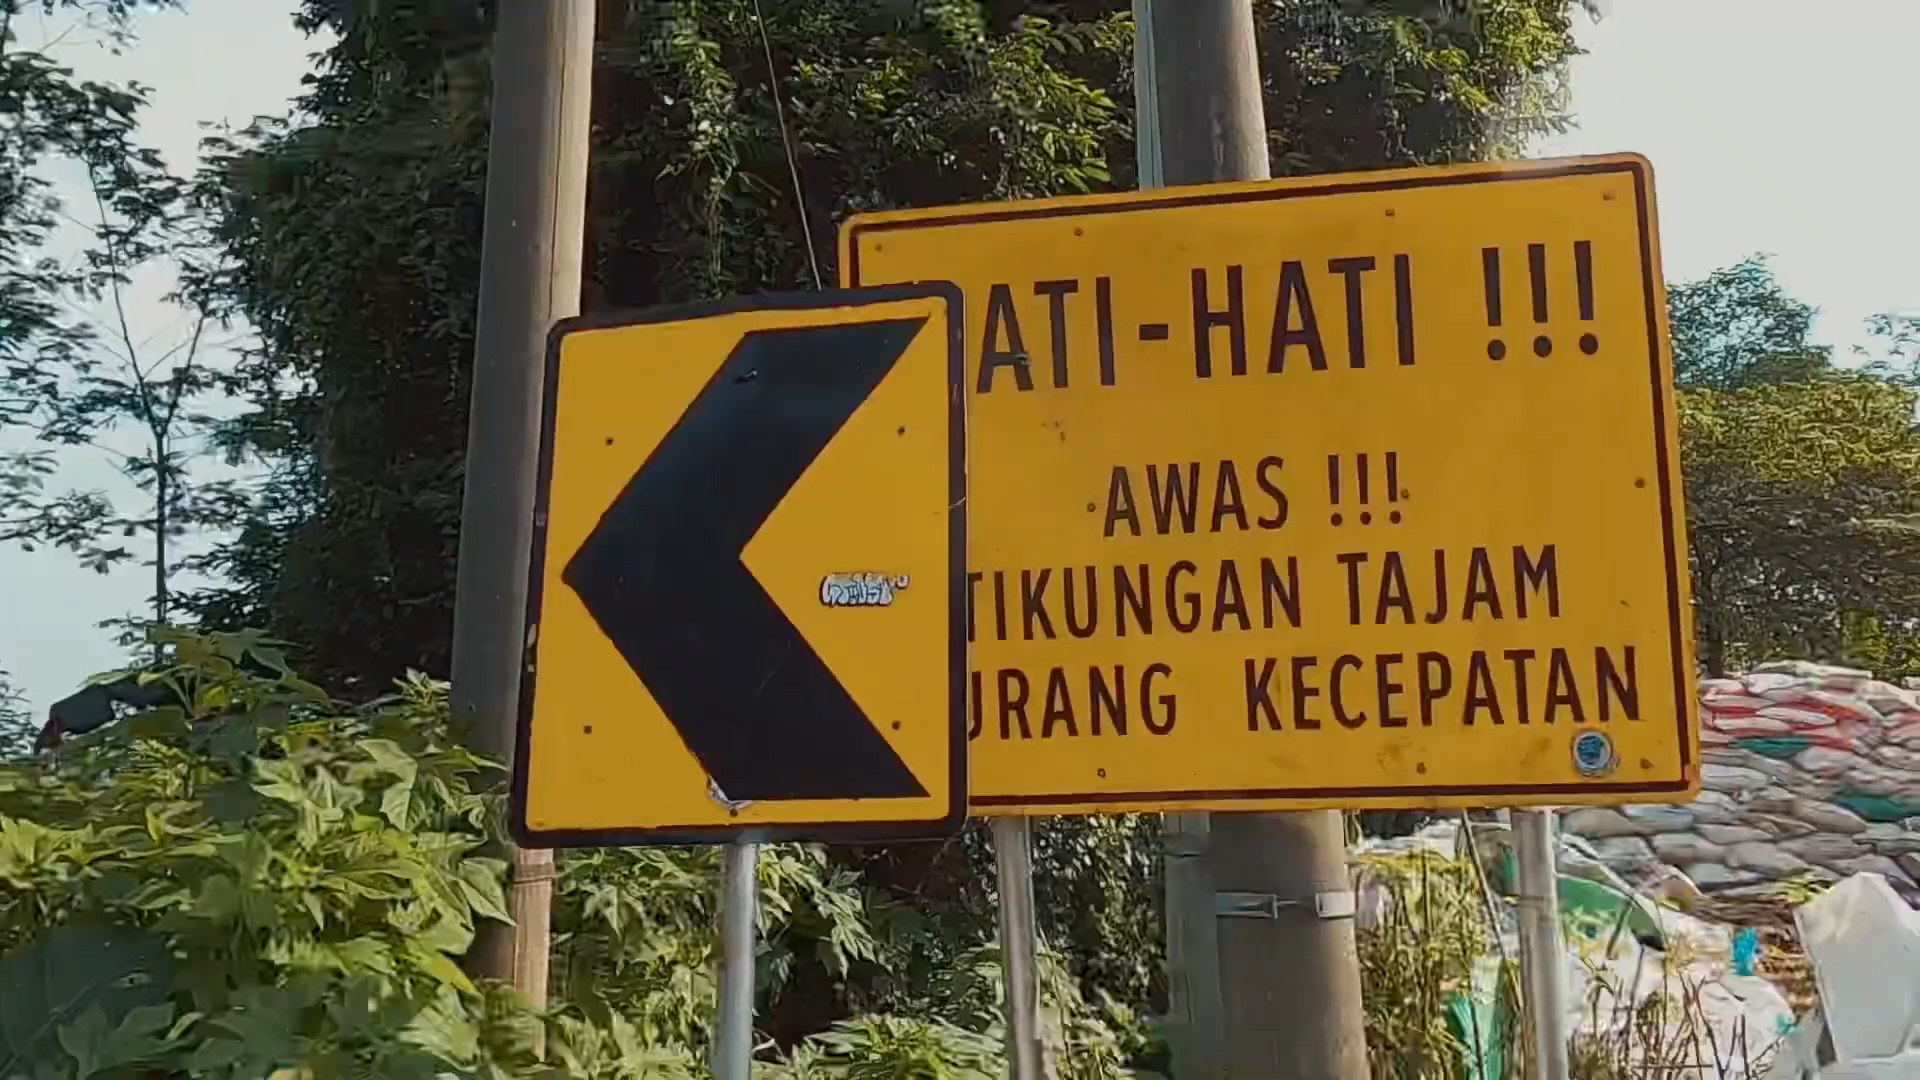 ATI-HATI !!!
AWAS !!!
TIKUNGAN TAJAM
URANG KECEPATAN